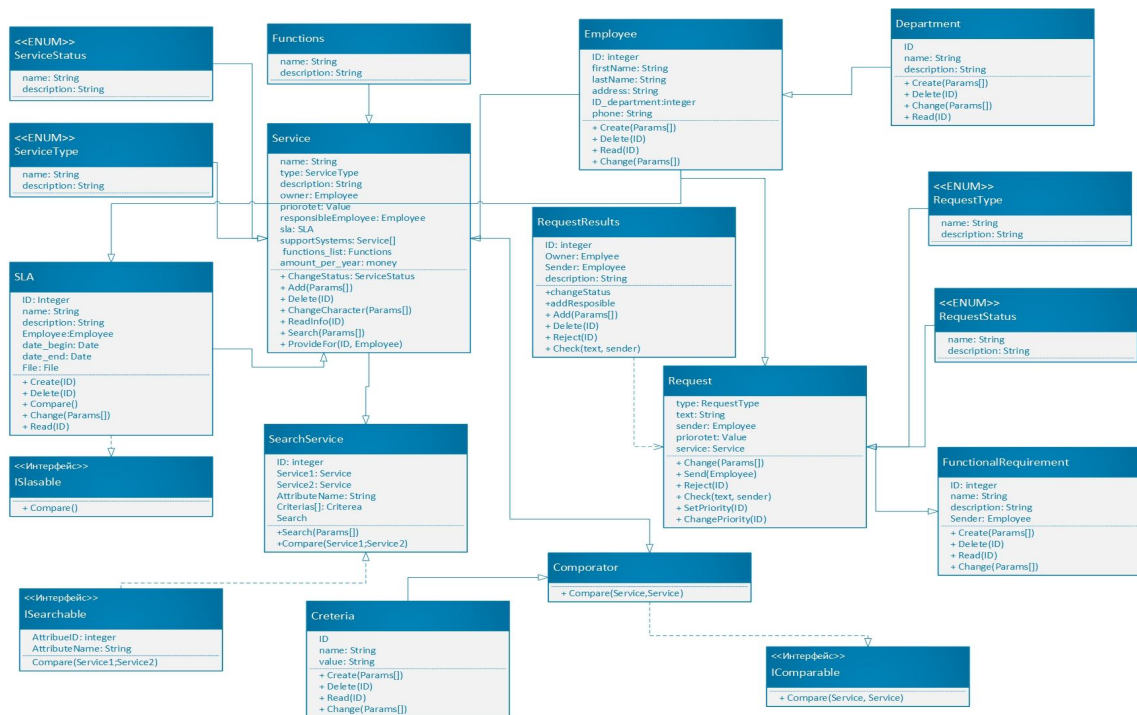 <<ENUM>>
ServiceStatus
name: String
description: String
Functions
name: String
description: String
Employee
ID: integer
firstName: String
lastName: String
address: String
ID_department:integer
phone: String
+ Create(Params[])
+ Delete(ID)
+ Read(ID)
+ Change(Params[])
Department
ID
name: String
description: String
+ Create(Params[])
+ Delete(ID)
+ Change(Params[])
+ Read(ID)
<<ENUM>>
ServiceType
name: String
description: String
Service
name: String
type: ServiceType
description: String
owner: Employee
priorotet: Value
responsibleEmployee: Employee
sla: SLA
supportSystems: Service[]
functions_list: Functions
amount_per_year: money
+ ChangeStatus: ServiceStatus
+ Add(Params[])
+ Delete(ID)
+ ChangeCharacter(Params[])
+ ReadInfo(ID)
+ Search(Params[])
+ ProvideFor(ID, Employee)
<<ENUM>>
RequestType
name: String
description: String
RequestResults
ID: integer
Owner: Emplyee
Sender: Employee
description: String
+changeStatus
+addResposible
+ Add(Params[])
+ Delete(ID)
+ Reject(ID)
+ Check(text, sender)
SLA
ID: Integer
name: String
description: String
Employee:Employee
date_begin: Date
date_end: Date
File: File
+ Create(ID)
+ Delete(ID)
+ Compare()
+ Change(Params[])
+ Read(ID)
<<ENUM>>
RequestStatus
name: String
description: String
Request
type: RequestType
text: String
sender: Employee
priorotet: Value
service: Service
+ Change(Params[])
+ Send(Employee)
+ Reject(ID)
+ Check(text, sender)
+ SetPriority(ID)
+ ChangePriority(ID)
SearchService
ID: integer
Service1: Service
Service2: Service
AttributeName: String
Criterias[]: Criterea
Search
+Search(Params[])
+Compare(Service1;Service2)
<<Интерфейс>>
ISlasable
+ Compare()
FunctionalRequirement
ID: integer
name: String
description: String
Sender: Employee
+ Create(Params[])
+ Delete(ID)
+ Read(ID)
+ Change(Params[])
Comporator
+ Compare(Service,Service)
<<Интерфейс>>
ISearchable
AttribueID: integer
AttributeName: String
Compare(Service1;Service2)
Creteria
ID
name: String
value: String
+ Create(Params[])
+ Delete(ID)
+ Read(ID)
+ Change(Params[])
<<Интерфейс>>
IComparable
+ Compare(Service, Service)